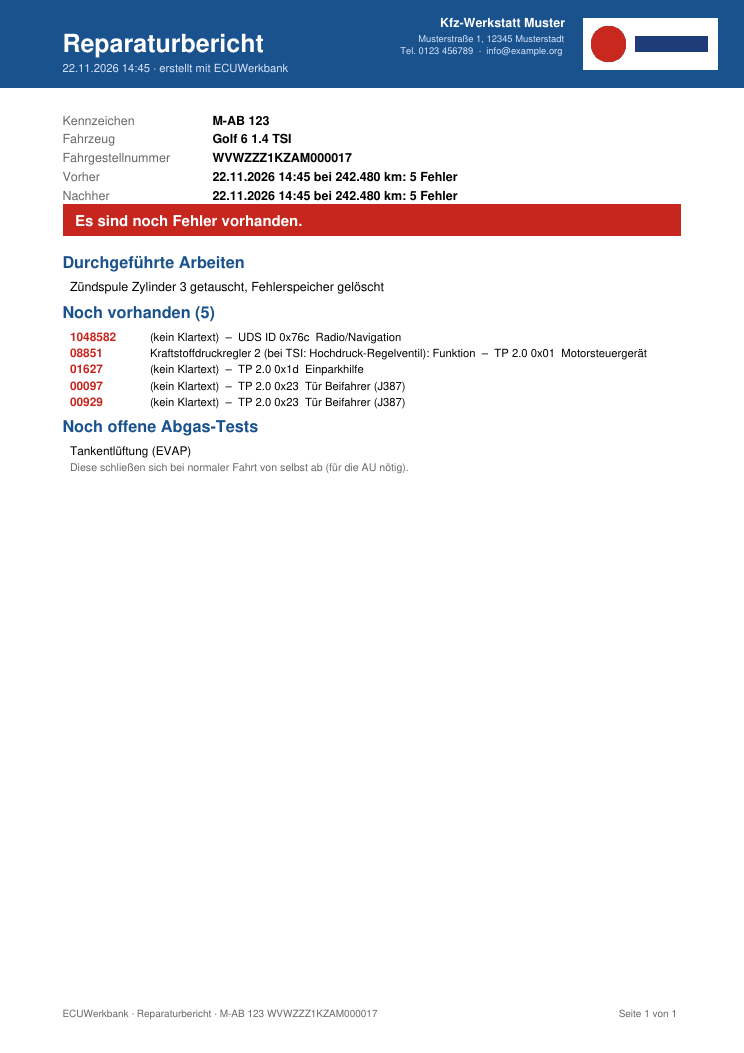 Reparaturbericht
22.11.2026 14:45 · erstellt mit ECUWerkbank
Kfz-Werkstatt Muster
Musterstraße 1, 12345 Musterstadt
Tel. 0123 456789 · info@example.org
Kennzeichen M-AB 123
Fahrzeug Golf 6 1.4 TSI
Fahrgestellnummer WVWZZZ1KZAM000017
Vorher 22.11.2026 14:45 bei 242.480 km: 5 Fehler
Nachher 22.11.2026 14:45 bei 242.480 km: 5 Fehler
Es sind noch Fehler vorhanden.
Durchgeführte Arbeiten
Zündspule Zylinder 3 getauscht, Fehlerspeicher gelöscht
Noch vorhanden (5)
1048582 (kein Klartext) – UDS ID 0x76c Radio/Navigation
08851 Kraftstoffdruckregler 2 (bei TSI: Hochdruck-Regelventil): Funktion – TP 2.0 0x01 Motorsteuergerät
01627 (kein Klartext) – TP 2.0 0x1d Einparkhilfe
00097 (kein Klartext) – TP 2.0 0x23 Tür Beifahrer (J387)
00929 (kein Klartext) – TP 2.0 0x23 Tür Beifahrer (J387)
Noch offene Abgas-Tests
Tankentlüftung (EVAP)
Diese schließen sich bei normaler Fahrt von selbst ab (für die AU nötig).
ECUWerkbank · Reparaturbericht · M-AB 123 WVWZZZ1KZAM000017
Seite 1 von 1